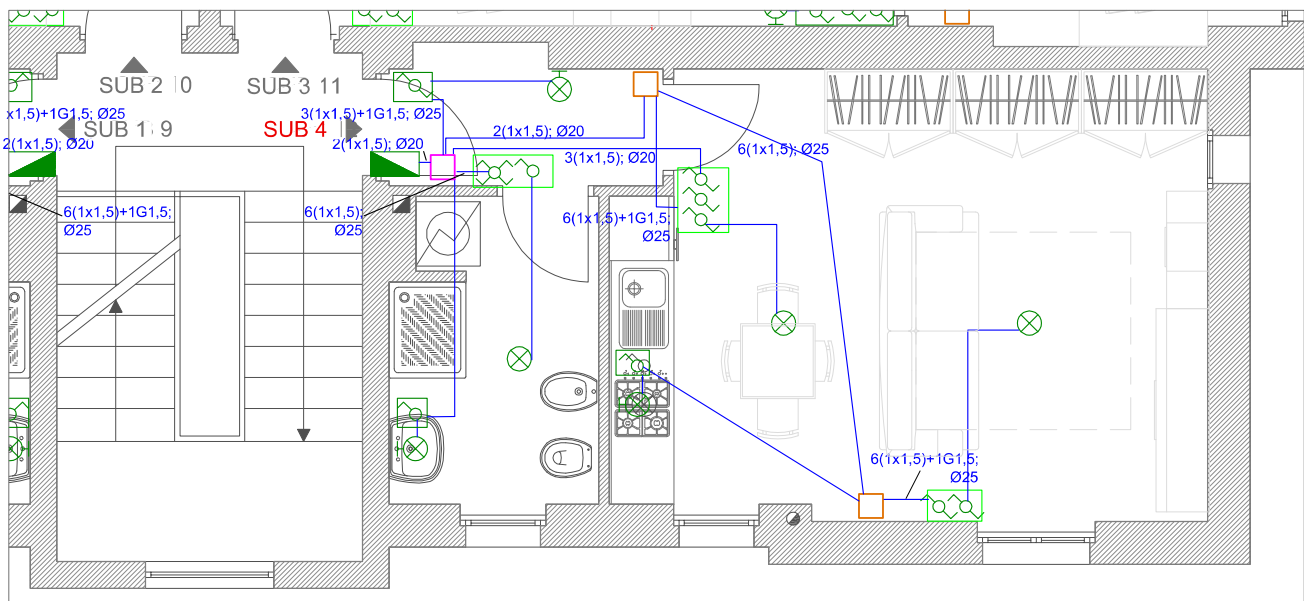 SUB 2
10
SUB 3
11
x1,5)+1G1,5; Ø25
3(1x1,5)+1G1,5; Ø25
SUB 1
9
SUB 4
2(1x1,5); Ø20
2(1x1,5); Ø20
2(1x1,5); Ø20
3(1x1,5); Ø20
6(1x1,5); Ø25
6(1x1,5)+1G1,5;
Ø25
6(1x1,5);
Ø25
6(1x1,5)+1G1,5;
Ø25
6(1x1,5)+1G1,5;
Ø25